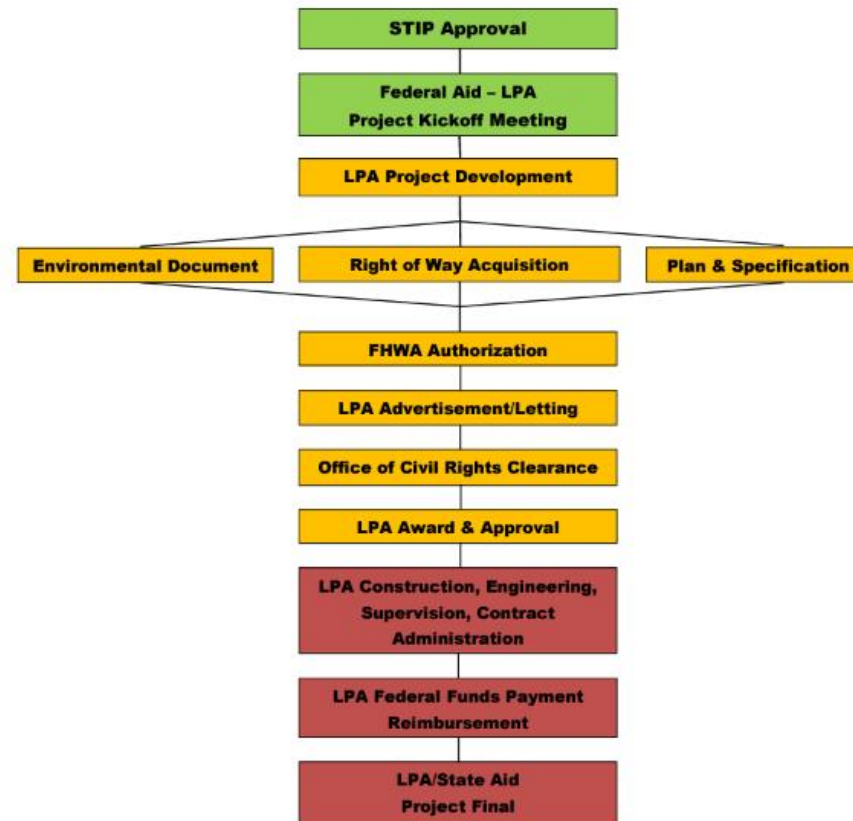 STIP Approval
Federal Aid – LPA
Project Kickoff Meeting
LPA Project Development
Environmental Document
Right of Way Acquisition
Plan & Specification
FHWA Authorization
LPA Advertisement/Letting
Office of Civil Rights Clearance
LPA Award & Approval
LPA Construction, Engineering,
Supervision, Contract
Administration
LPA Federal Funds Payment
Reimbursement
LPA/State Aid
Project Final